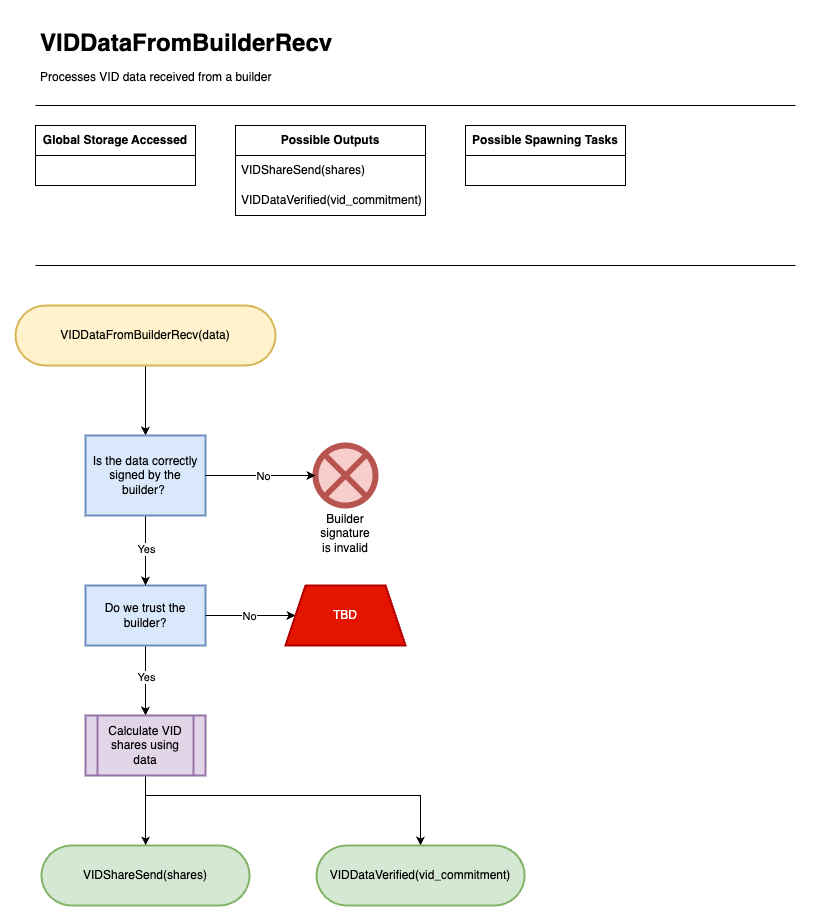 VIDDataFromBuilderRecv
Processes VID data received from a builder
Global Storage Accessed
Possible Outputs
VIDShareSend(shares)
VIDDataVerified(vid_commitment)
Possible Spawning Tasks
VIDDataFromBuilderRecv(data)
Is the data correctly
signed by the
builder?
No
Builder
signature
is invalid
Yes
Do we trust the
builder?
No
TBD
Yes
Calculate VID
shares using
data
VIDShareSend(shares)
VIDDataVerified(vid_commitment)